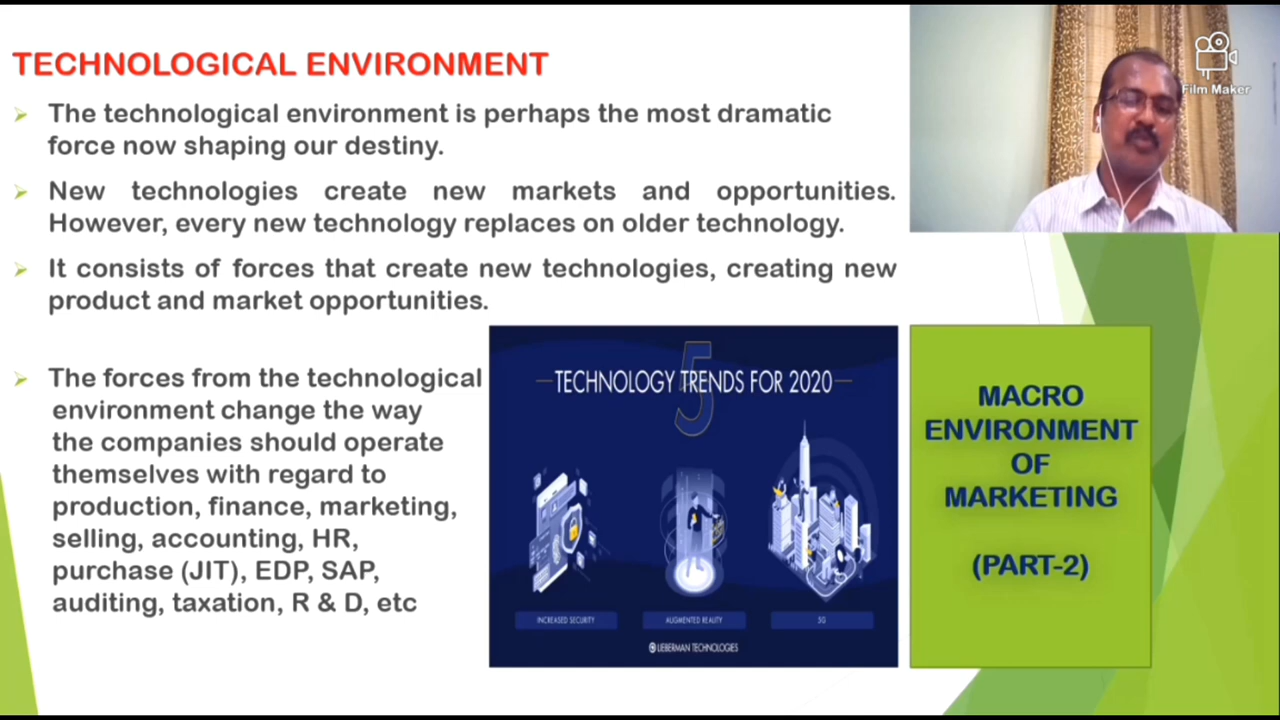 TECHNOLOGICAL ENVIRONMENT
The technological environment is perhaps the most dramatic
force now shaping our destiny.
New technologies create new markets and opportunities.
However, every new technology replaces on older technology.
It consists of forces that create new technologies, creating new
product and market opportunities.
The forces from the technological
environment change the way
the companies should operate
themselves with regard to
production, finance, marketing,
selling, accounting, HR,
purchase (JIT), EDP, SAP,
auditing, taxation, R & D, etc
5
TECHNOLOGY TRENDS FOR 2020
INCREASED SECURITY
AUGMENTED REALITY
5G
LIEBERMAN TECHNOLOGIES
Film Maker
MACRO
ENVIRONMENT
OF
MARKETING
(PART-2)